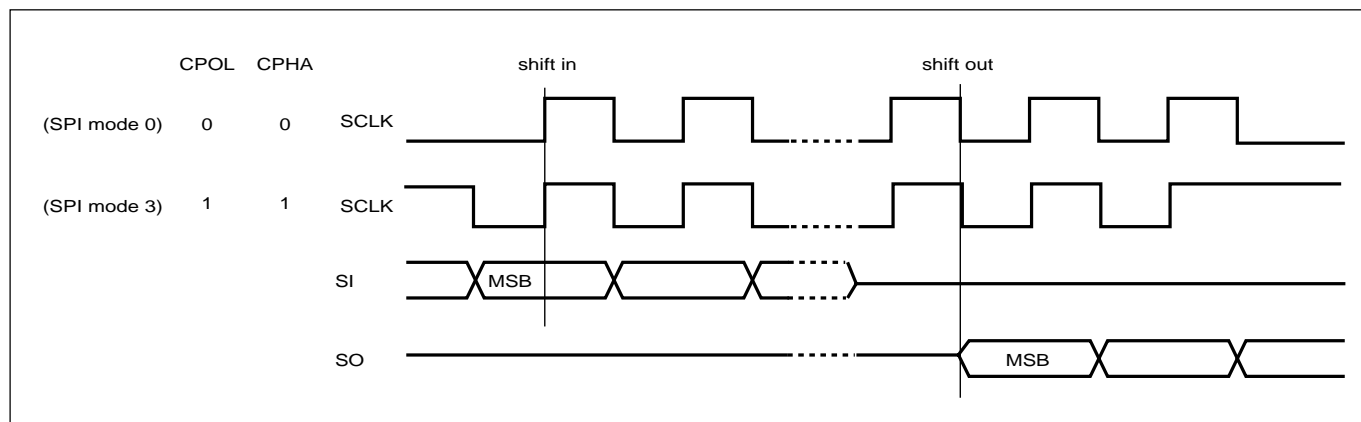 CPOL CPHA shift in shift out
(SPI mode 0) 0 0 SCLK
(SPI mode 3) 1 1 SCLK
SI MSB
SO MSB